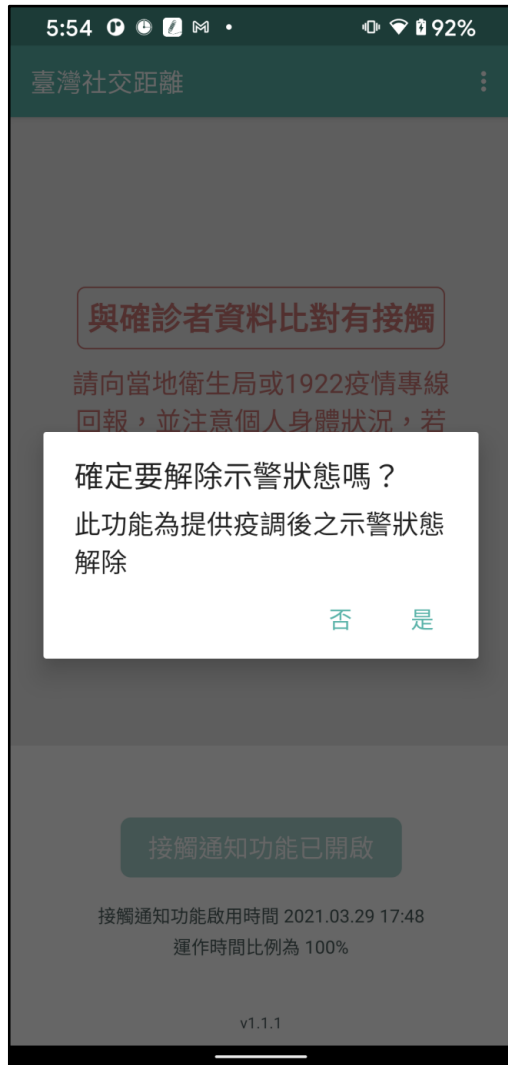 5:54
92%
臺灣社交距離
與確診者資料比對有接觸
請向當地衛生局或1922疫情專線
回報，並注意個人身體狀況，若
確定要解除示警狀態嗎？
此功能為提供疫調後之示警狀態
解除
否 是
接觸通知功能已開啟
接觸通知功能啟用時間 2021.03.29 17:48
運作時間比例為 100%
v1.1.1